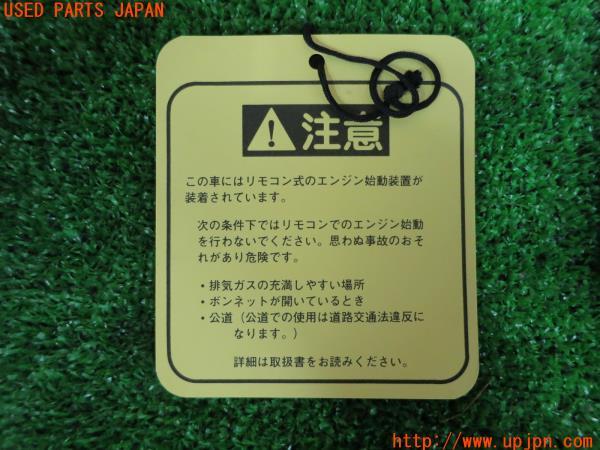 USED PARTS JAPAN
注意
この車にはリモコン式のエンジン始動装置が
装着されています。
次の条件下ではリモコンでのエンジン始動
を行わないでください。思わぬ事故のおそ
れがあり危険です。
・排気ガスの充満しやすい場所
・ボンネットが開いているとき
・公道（公道での使用は道路交通法違反に
なります。）
詳細は取扱書をお読みください。
http://www.upjpn.com/